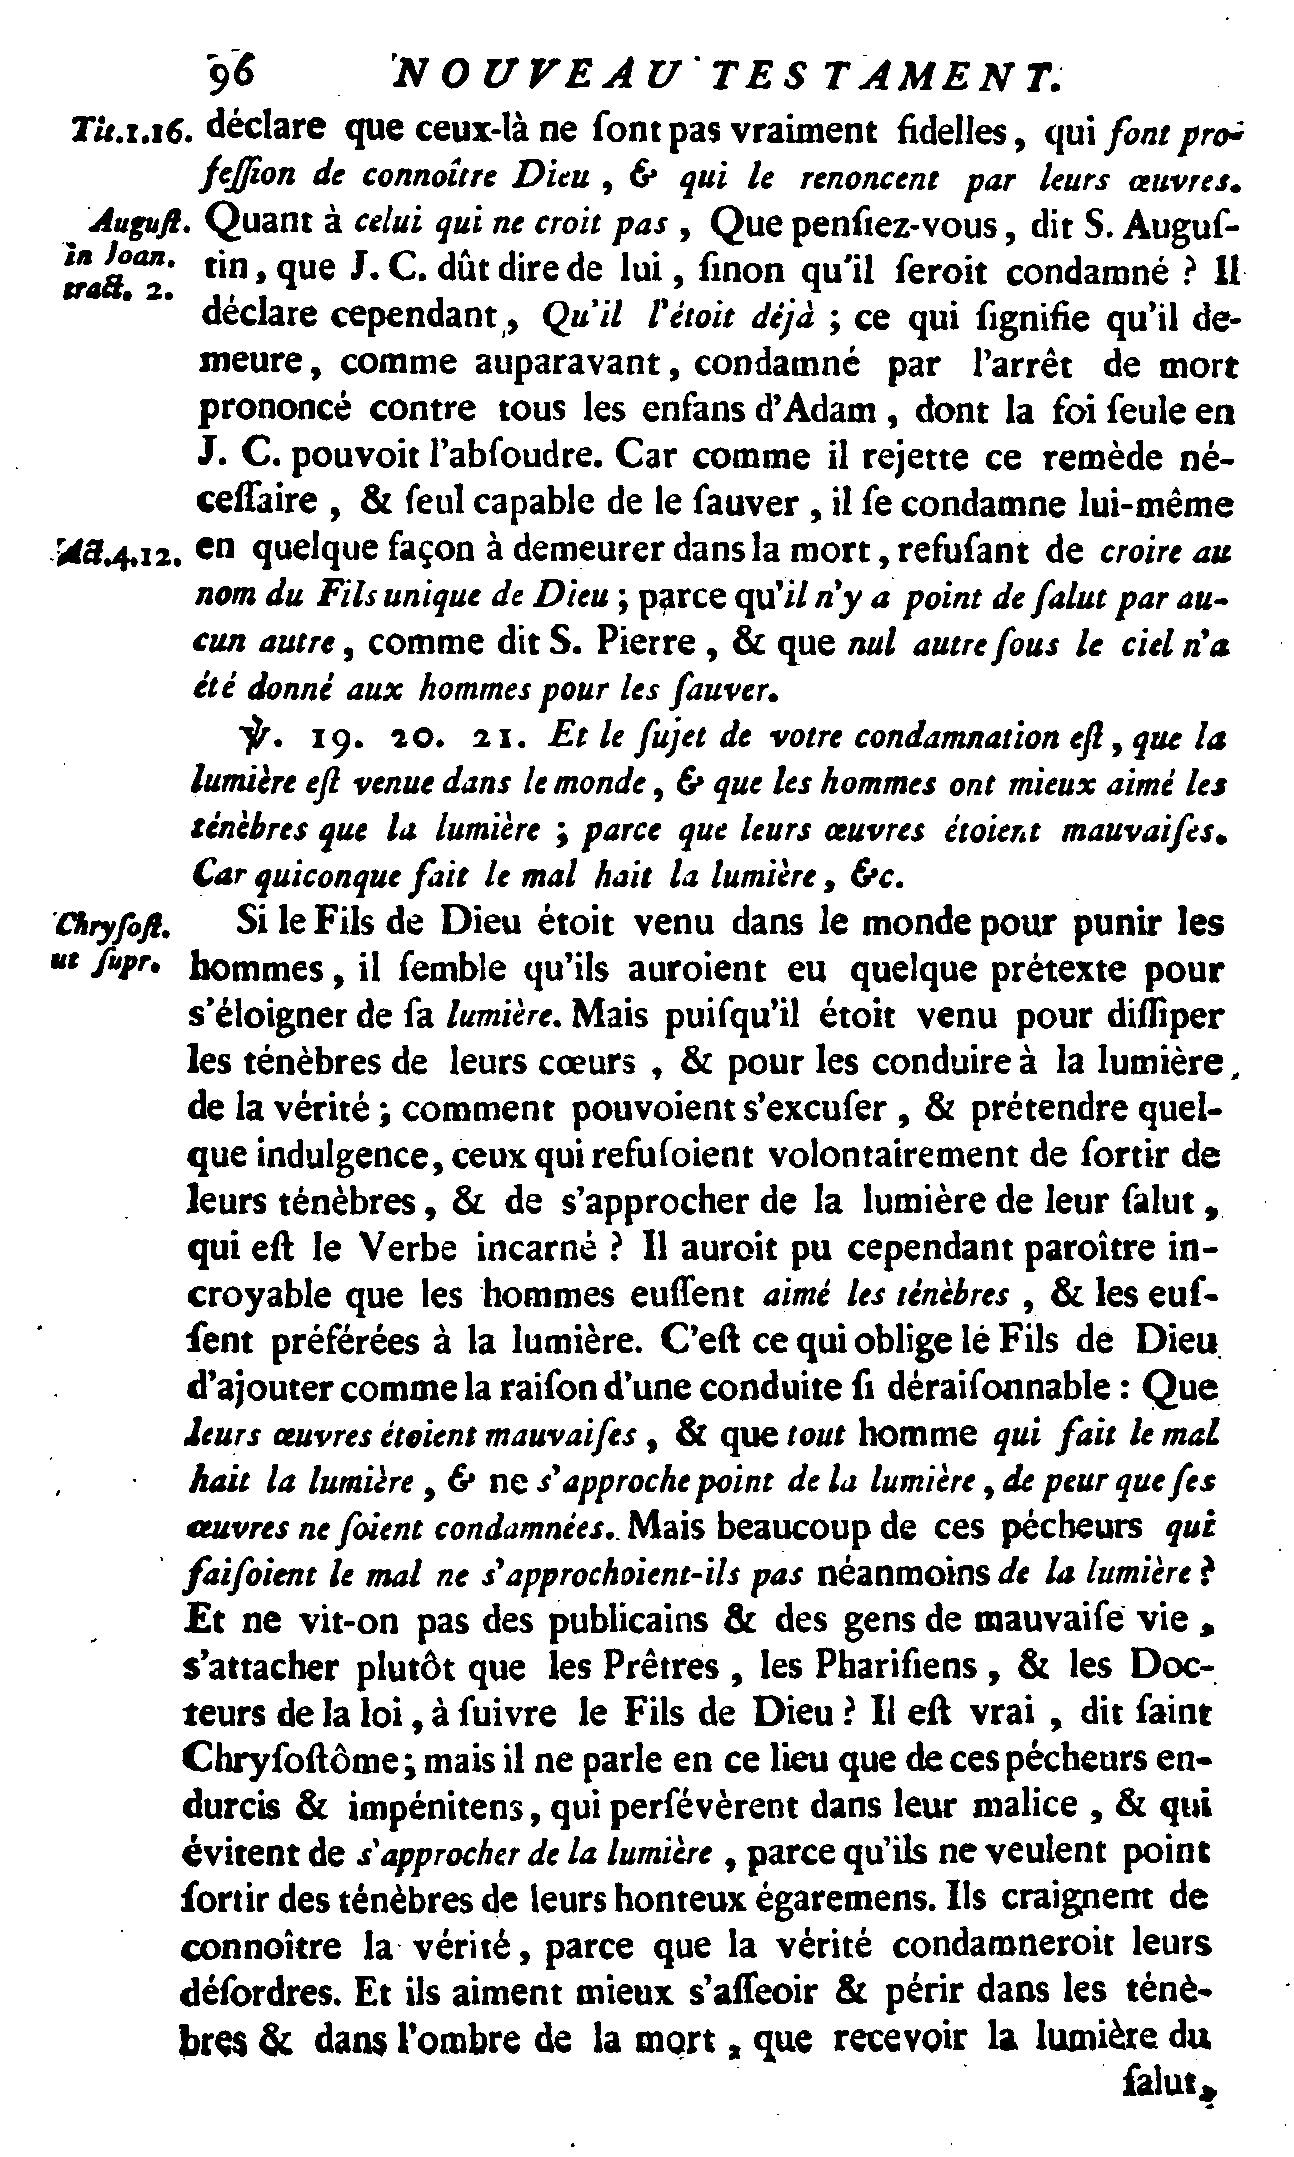 96 NOUVEAU TESTAMENT.
Tit.1.16. déclare que ceux-là ne ſont pas vraiment fidelles, qui ſont pro-
feſſion de connoître Dieu, & qui le renoncent par leurs œuvres.
Auguſt. Quant à celui qui ne croit pas, Que penſiez-vous, dit S. Auguſ-
in Joan. tin, que J. C. dût dire de lui, ſinon qu'il ſeroit condamné ? Il
tract. 2. déclare cependant, Qu'il l'étoit déjà ; ce qui ſignifie qu'il de-
meure, comme auparavant, condamné par l'arrêt de mort
prononcé contre tous les enfans d'Adam, dont la foi ſeule en
J. C. pouvoit l'abſoudre. Car comme il rejette ce remède né-
ceſſaire, & ſeul capable de le ſauver, il ſe condamne lui-même
Act.4.12. en quelque façon à demeurer dans la mort, refuſant de croire au
nom du Fils unique de Dieu ; parce qu'il n'y a point de ſalut par au-
cun autre, comme dit S. Pierre, & que nul autre ſous le ciel n'a
été donné aux hommes pour les ſauver.
℣. 19. 20. 21. Et le ſujet de votre condamnation eſt, que la
lumière eſt venue dans le monde, & que les hommes ont mieux aimé les
ténèbres que la lumière ; parce que leurs œuvres étoient mauvaiſes.
Car quiconque fait le mal hait la lumière, &c.
Chryſoſt. Si le Fils de Dieu étoit venu dans le monde pour punir les
ut ſupr. hommes, il ſemble qu'ils auroient eu quelque prétexte pour
s'éloigner de ſa lumière. Mais puiſqu'il étoit venu pour diſſiper
les ténèbres de leurs cœurs, & pour les conduire à la lumière
de la vérité ; comment pouvoient s'excuſer, & prétendre quel-
que indulgence, ceux qui refuſoient volontairement de ſortir de
leurs ténèbres, & de s'approcher de la lumière de leur ſalut,
qui eſt le Verbe incarné ? Il auroit pu cependant paroître in-
croyable que les hommes euſſent aimé les ténèbres, & les euſ-
ſent préférées à la lumière. C'eſt ce qui oblige le Fils de Dieu
d'ajouter comme la raiſon d'une conduite ſi déraiſonnable : Que
leurs œuvres étoient mauvaiſes, & que tout homme qui fait le mal
hait la lumière, & ne s'approche point de la lumière, de peur que ſes
œuvres ne ſoient condamnées. Mais beaucoup de ces pécheurs qui
faiſoient le mal ne s'approchoient-ils pas néanmoins de la lumière ?
Et ne vit-on pas des publicains & des gens de mauvaiſe vie,
s'attacher plutôt que les Prêtres, les Phariſiens, & les Doc-
teurs de la loi, à ſuivre le Fils de Dieu ? Il eſt vrai, dit ſaint
Chryſoſtôme ; mais il ne parle en ce lieu que de ces pécheurs en-
durcis & impénitens, qui perſévèrent dans leur malice, & qui
évitent de s'approcher de la lumière, parce qu'ils ne veulent point
ſortir des ténèbres de leurs honteux égaremens. Ils craignent de
connoître la vérité, parce que la vérité condamneroit leurs
déſordres. Et ils aiment mieux s'aſſeoir & périr dans les ténè-
bres & dans l'ombre de la mort, que recevoir la lumière du
ſalut,